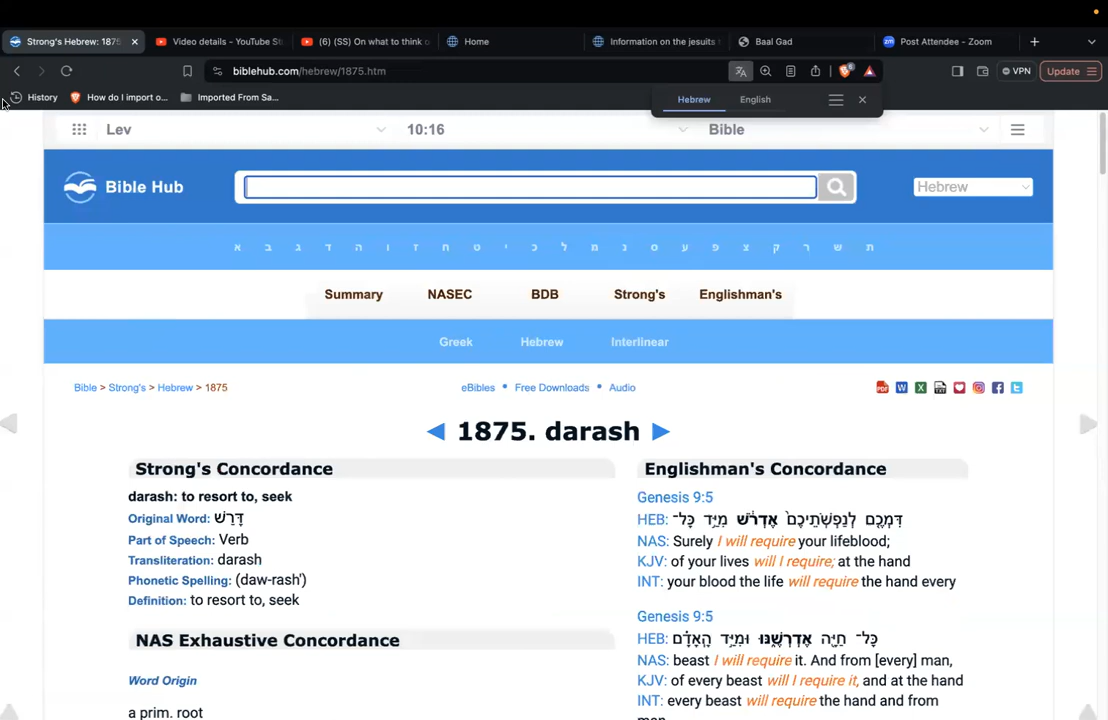 Strong's Hebrew: 187
Video details - YouTube St
(6) (SS) On what to think o
Home
Information on the jesuits
Baal Gad
Post Attendee - Zoom
biblehub.com/hebrew/1875.htm
6
VPN
Update
History
How do I import o...
Imported From Sa...
Hebrew
English
Lev
10:16
Bible
Bible Hub
Hebrew
א ב ג ד ה ו ז ח ט י כ ל מ נ ס ע פ צ ק ר ש ת
Summary
NASEC
BDB
Strong's
Englishman's
Greek
Hebrew
Interlinear
Bible > Strong's > Hebrew > 1875
eBibles • Free Downloads • Audio
◄ 1875. darash ►
Strong's Concordance
darash: to resort to, seek
Original Word: דָּרַשׁ
Part of Speech: Verb
Transliteration: darash
Phonetic Spelling: (daw-rash')
Definition: to resort to, seek
NAS Exhaustive Concordance
Word Origin
a prim. root
Englishman's Concordance
Genesis 9:5
HEB: דִּמְכֶ֤ם לְנַפְשֹֽׁתֵיכֶם֙ אֶדְרֹ֔שׁ מִיַּ֥ד כָּל־
NAS: Surely I will require your lifeblood;
KJV: of your lives will I require; at the hand
INT: your blood the life will require the hand every
Genesis 9:5
HEB: כָּל־ חַיָּ֖ה אֶדְרְשֶׁ֑נּוּ וּמִיַּ֣ד הָֽאָדָ֗ם
NAS: beast I will require it. And from [every] man,
KJV: of every beast will I require it, and at the hand
INT: every beast will require the hand and from
man